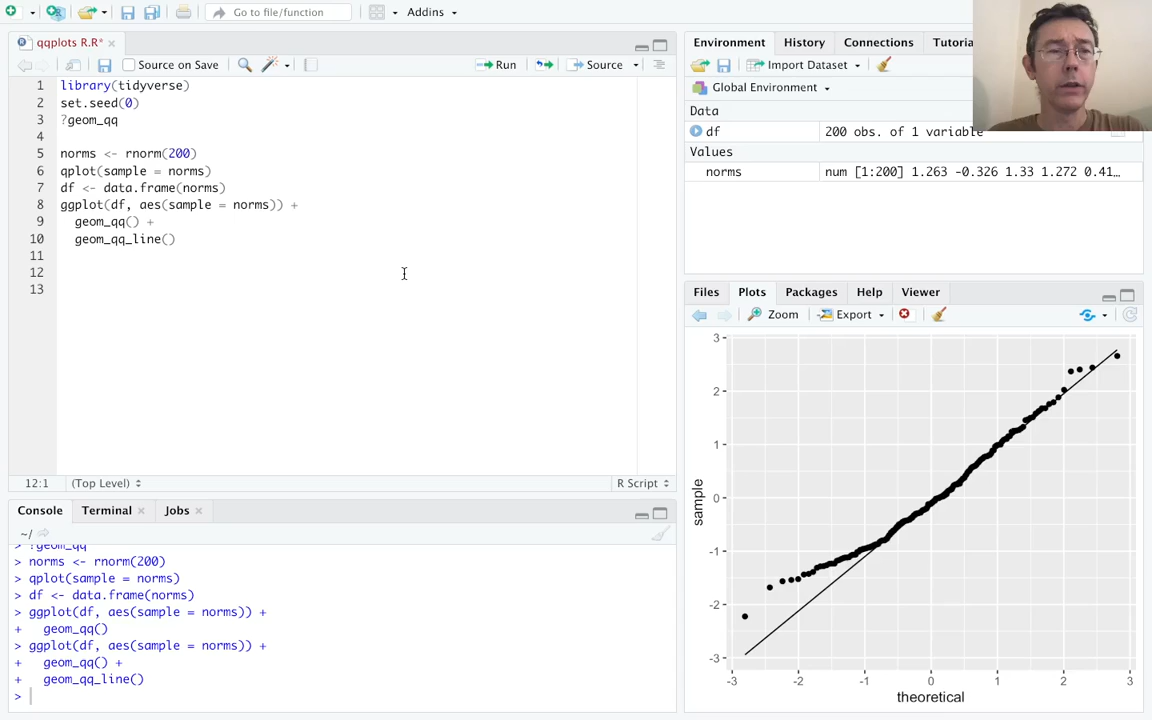 Go to file/function
Addins
qqplots R.R*
Source on Save
Run
Source
1 library(tidyverse)
2 set.seed(0)
3 ?geom_qq
4
5 norms <- rnorm(200)
6 qplot(sample = norms)
7 df <- data.frame(norms)
8 ggplot(df, aes(sample = norms)) +
9 geom_qq() +
10 geom_qq_line()
11
12
13
12:1 (Top Level) R Script
Console Terminal Jobs
~/
> ?geom_qq
> norms <- rnorm(200)
> qplot(sample = norms)
> df <- data.frame(norms)
> ggplot(df, aes(sample = norms)) +
+ geom_qq()
> ggplot(df, aes(sample = norms)) +
+ geom_qq() +
+ geom_qq_line()
>
Environment History Connections Tutoria
Import Dataset
Global Environment
Data
df 200 obs. of 1 variable
Values
norms num [1:200] 1.263 -0.326 1.33 1.272 0.41…
Files Plots Packages Help Viewer
Zoom Export
3
2
1
0
-1
-2
-3
sample
-3 -2 -1 0 1 2 3
theoretical